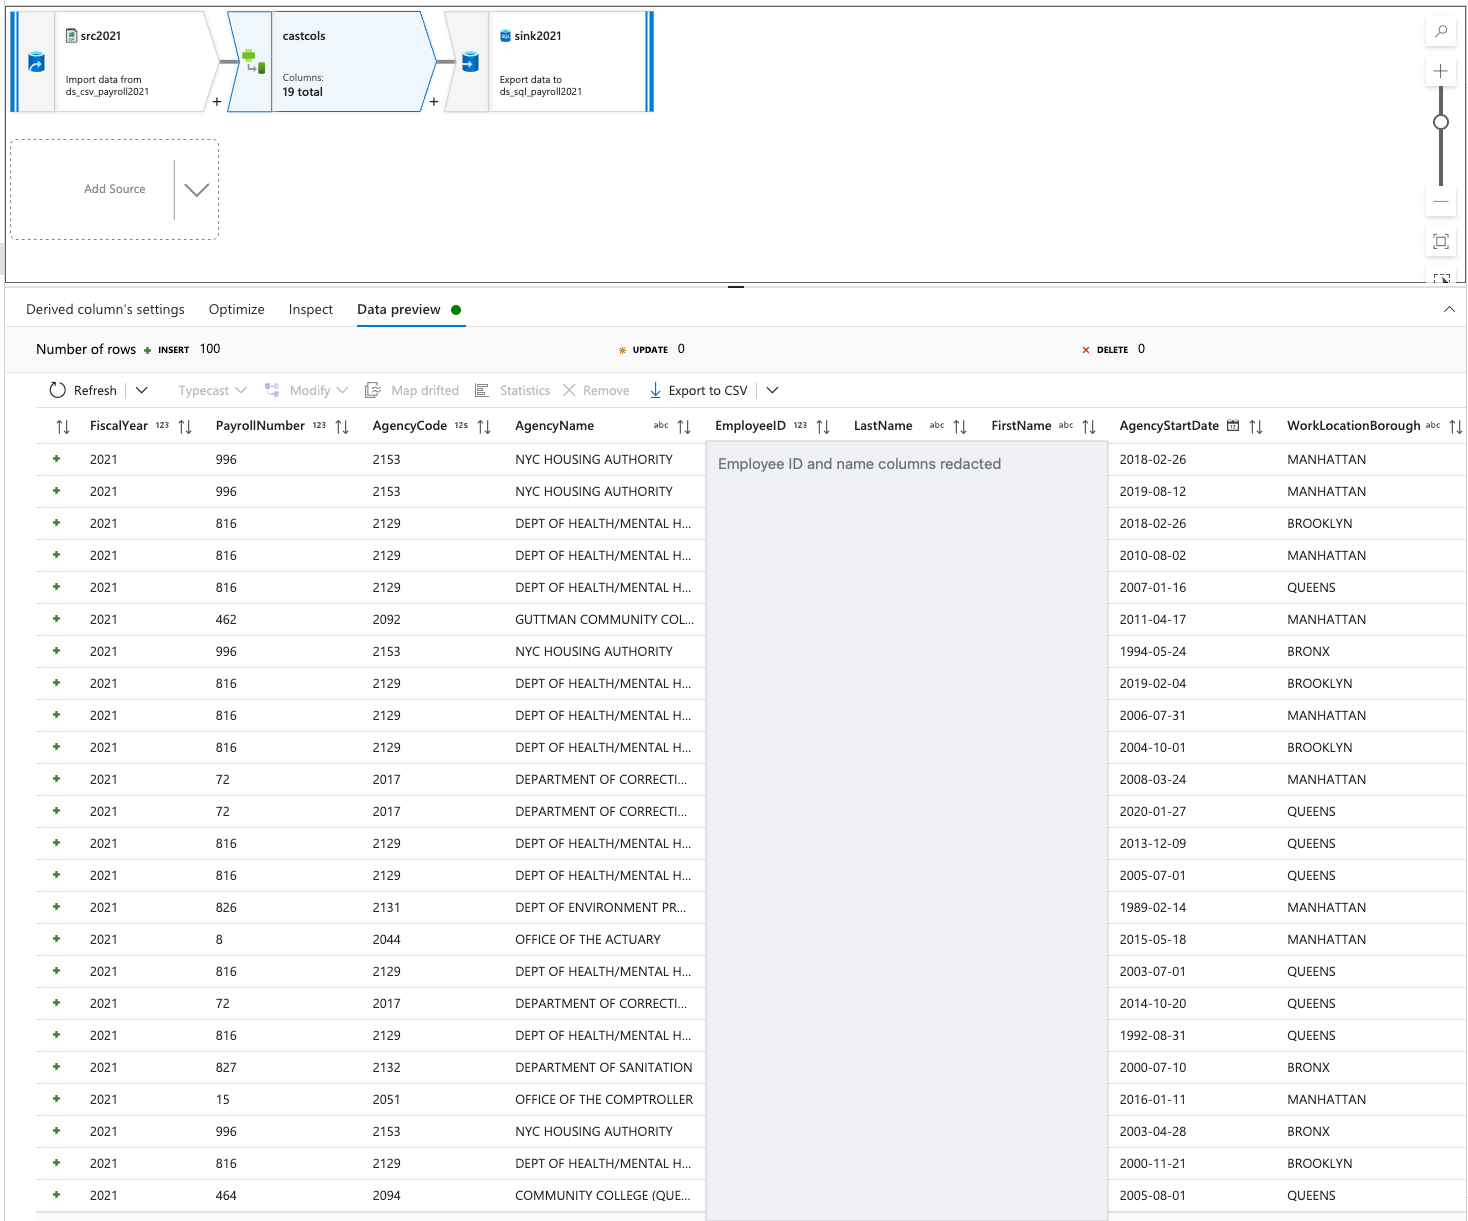 src2021
Import data from
ds_csv_payroll2021
+
castcols
Columns:
19 total
+
sink2021
Export data to
ds_sql_payroll2021
Add Source
Derived column's settings Optimize Inspect Data preview
Number of rows + INSERT 100 UPDATE 0 DELETE 0
Refresh Typecast Modify Map drifted Statistics Remove Export to CSV
FiscalYear 123 PayrollNumber 123 AgencyCode 12s AgencyName abc EmployeeID 123 LastName abc FirstName abc AgencyStartDate WorkLocationBorough abc
Employee ID and name columns redacted
2021 996 2153 NYC HOUSING AUTHORITY 2018-02-26 MANHATTAN
2021 996 2153 NYC HOUSING AUTHORITY 2019-08-12 MANHATTAN
2021 816 2129 DEPT OF HEALTH/MENTAL H... 2018-02-26 BROOKLYN
2021 816 2129 DEPT OF HEALTH/MENTAL H... 2010-08-02 MANHATTAN
2021 816 2129 DEPT OF HEALTH/MENTAL H... 2007-01-16 QUEENS
2021 462 2092 GUTTMAN COMMUNITY COL... 2011-04-17 MANHATTAN
2021 996 2153 NYC HOUSING AUTHORITY 1994-05-24 BRONX
2021 816 2129 DEPT OF HEALTH/MENTAL H... 2019-02-04 BROOKLYN
2021 816 2129 DEPT OF HEALTH/MENTAL H... 2006-07-31 MANHATTAN
2021 816 2129 DEPT OF HEALTH/MENTAL H... 2004-10-01 BROOKLYN
2021 72 2017 DEPARTMENT OF CORRECTI... 2008-03-24 MANHATTAN
2021 72 2017 DEPARTMENT OF CORRECTI... 2020-01-27 QUEENS
2021 816 2129 DEPT OF HEALTH/MENTAL H... 2013-12-09 QUEENS
2021 816 2129 DEPT OF HEALTH/MENTAL H... 2005-07-01 QUEENS
2021 826 2131 DEPT OF ENVIRONMENT PR... 1989-02-14 MANHATTAN
2021 8 2044 OFFICE OF THE ACTUARY 2015-05-18 MANHATTAN
2021 816 2129 DEPT OF HEALTH/MENTAL H... 2003-07-01 QUEENS
2021 72 2017 DEPARTMENT OF CORRECTI... 2014-10-20 QUEENS
2021 816 2129 DEPT OF HEALTH/MENTAL H... 1992-08-31 QUEENS
2021 827 2132 DEPARTMENT OF SANITATION 2000-07-10 BRONX
2021 15 2051 OFFICE OF THE COMPTROLLER 2016-01-11 MANHATTAN
2021 996 2153 NYC HOUSING AUTHORITY 2003-04-28 BRONX
2021 816 2129 DEPT OF HEALTH/MENTAL H... 2000-11-21 BROOKLYN
2021 464 2094 COMMUNITY COLLEGE (QUE... 2005-08-01 QUEENS